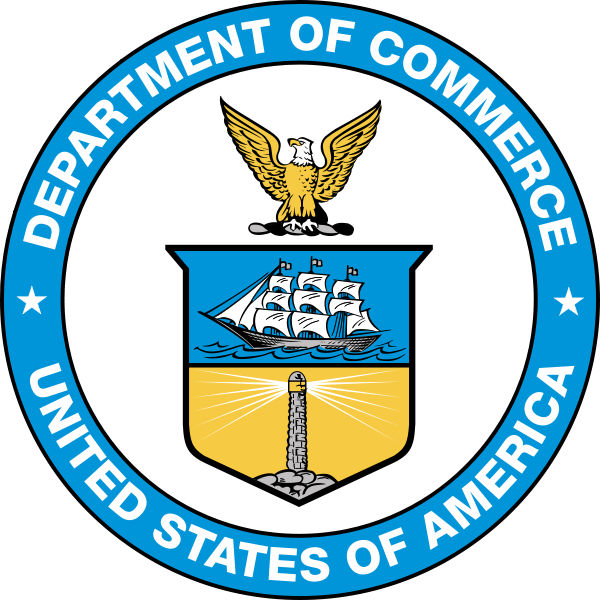 DEPARTMENT OF COMMERCE
UNITED STATES OF AMERICA